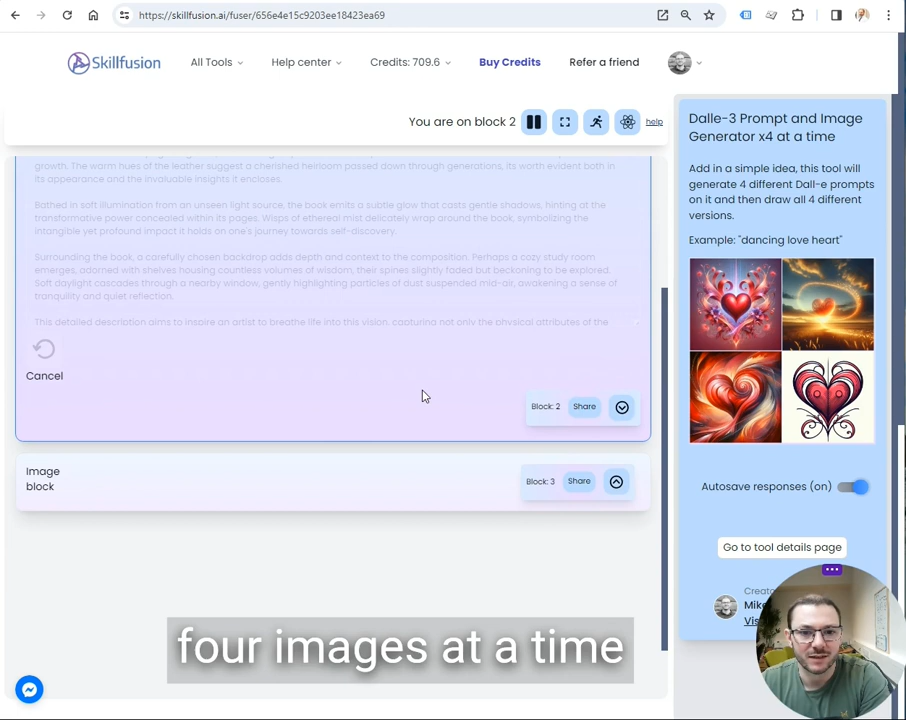 https://skillfusion.ai/fuser/656e4e15c9203ee18423ea69
Skillfusion
All Tools
Help center
Credits: 709.6
Buy Credits
Refer a friend
You are on block 2
help
growth. The warm hues of the leather suggest a cherished heirloom passed down through generations, its worth evident both in
its appearance and the invaluable insights it encloses.
Bathed in soft illumination from an unseen light source, the book emits a subtle glow that casts gentle shadows, hinting at the
transformative power concealed within its pages. Wisps of ethereal mist delicately wrap around the book, symbolizing the
intangible yet profound impact it holds on one's journey towards self-discovery.
Surrounding the book, a carefully chosen backdrop adds depth and context to the composition. Perhaps a cozy study room
emerges, adorned with shelves housing countless volumes of wisdom, their spines slightly faded but beckoning to be explored.
Soft daylight cascades through a nearby window, gently highlighting particles of dust suspended mid-air, awakening a sense of
tranquility and quiet reflection.
This detailed description aims to inspire an artist to breathe life into this vision, capturing not only the physical attributes of the
Cancel
Block: 2
Share
Image
block
Block: 3
Share
Dalle-3 Prompt and Image
Generator x4 at a time
Add in a simple idea, this tool will
generate 4 different Dall-e prompts
on it and then draw all 4 different
versions.
Example: "dancing love heart"
Autosave responses (on)
Go to tool details page
four images at a time